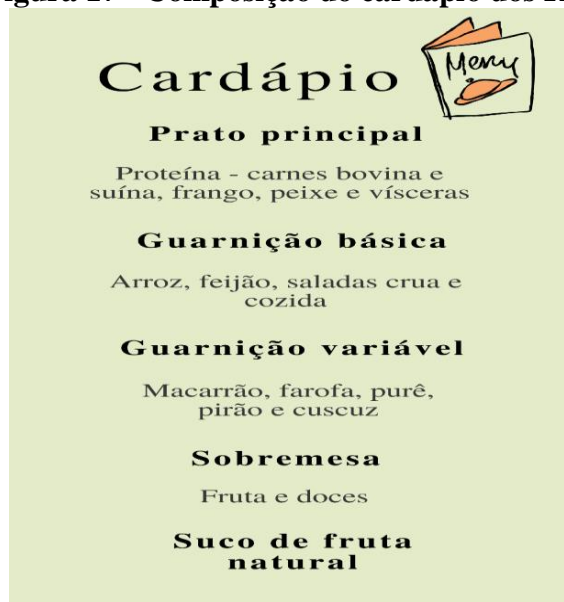 Composição do cardápio dos
Cardápio
Menu
Prato principal
Proteína - carnes bovina e
suína, frango, peixe e vísceras
Guarnição básica
Arroz, feijão, saladas crua e
cozida
Guarnição variável
Macarrão, farofa, purê,
pirão e cuscuz
Sobremesa
Fruta e doces
Suco de fruta
natural